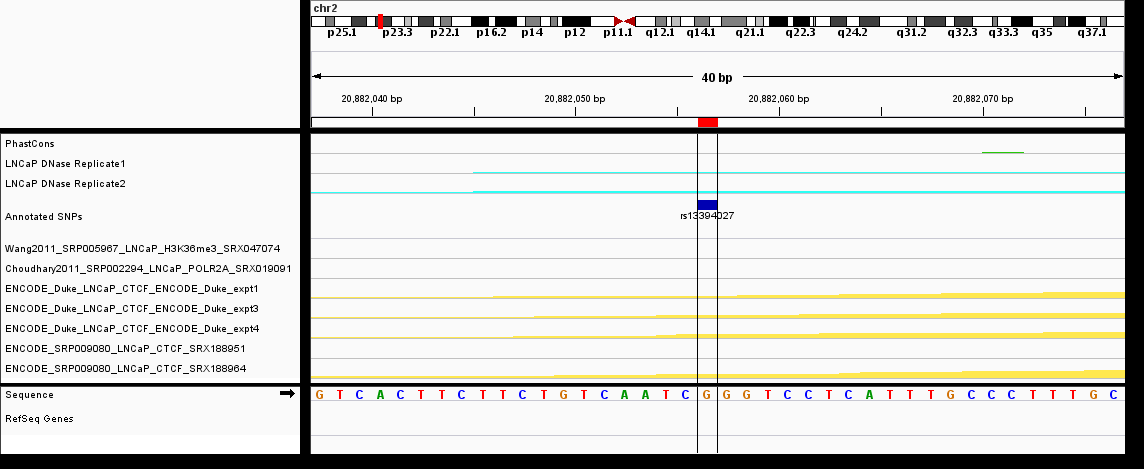 chr2
p25.1 p23.3 p22.1 p16.2 p14 p12 p11.1 q12.1 q14.1 q21.1 q22.3 q24.2 q31.2 q32.3 q33.3 q35 q37.1
40 bp
20,882,040 bp 20,882,050 bp 20,882,060 bp 20,882,070 bp
PhastCons
LNCaP DNase Replicate1
LNCaP DNase Replicate2
Annotated SNPs
rs13394027
Wang2011_SRP005967_LNCaP_H3K36me3_SRX047074
Choudhary2011_SRP002294_LNCaP_POLR2A_SRX019091
ENCODE_Duke_LNCaP_CTCF_ENCODE_Duke_expt1
ENCODE_Duke_LNCaP_CTCF_ENCODE_Duke_expt3
ENCODE_Duke_LNCaP_CTCF_ENCODE_Duke_expt4
ENCODE_SRP009080_LNCaP_CTCF_SRX188951
ENCODE_SRP009080_LNCaP_CTCF_SRX188964
Sequence G T C A C T T C T T C T G T C A A T C G G G T C C T C A T T T G C C C T T T G C
RefSeq Genes